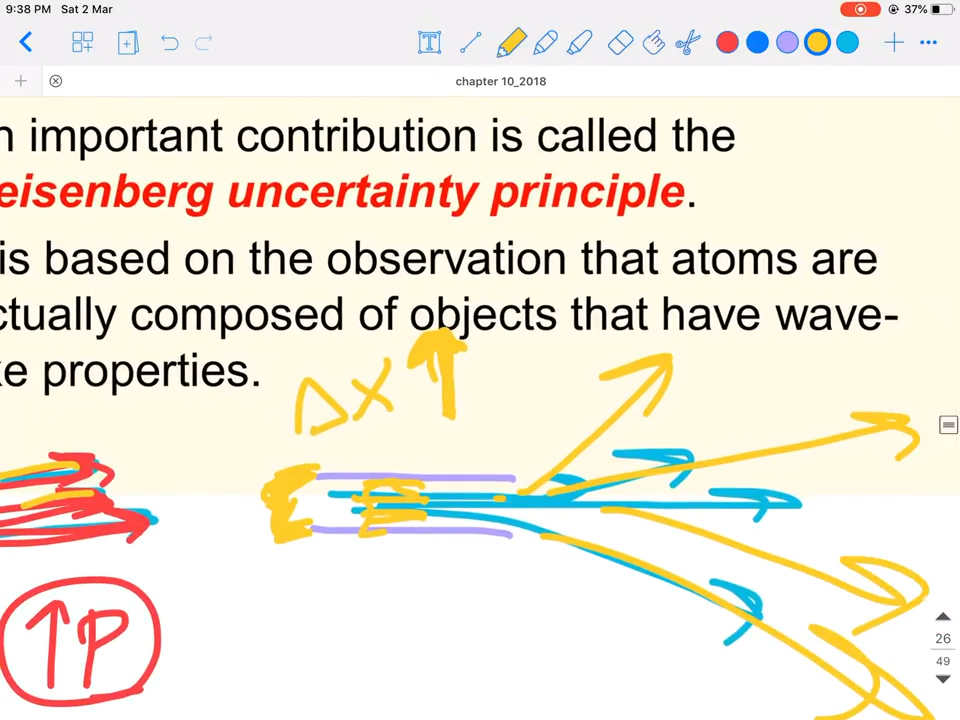 9:38 PM Sat 2 Mar
37%
chapter 10_2018
n important contribution is called the
eisenberg uncertainty principle.
is based on the observation that atoms are
ctually composed of objects that have wave-
ke properties.
Δx ↑
↑P
26
49